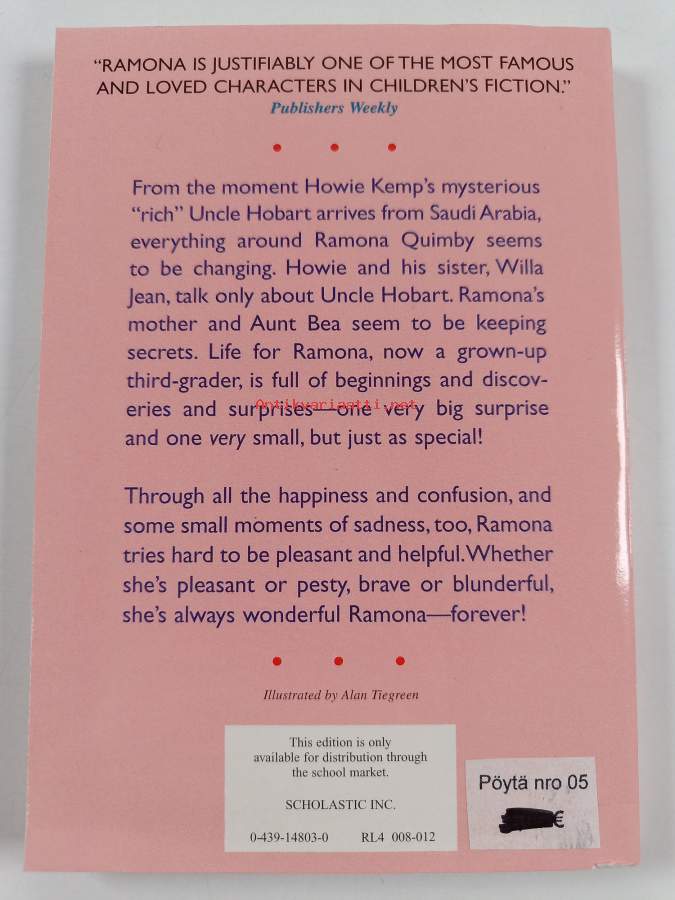 “RAMONA IS JUSTIFIABLY ONE OF THE MOST FAMOUS
AND LOVED CHARACTERS IN CHILDREN’S FICTION.”
Publishers Weekly
From the moment Howie Kemp’s mysterious
“rich” Uncle Hobart arrives from Saudi Arabia,
everything around Ramona Quimby seems
to be changing. Howie and his sister, Willa
Jean, talk only about Uncle Hobart. Ramona’s
mother and Aunt Bea seem to be keeping
secrets. Life for Ramona, now a grown-up
third-grader, is full of beginnings and discov-
eries and surprises—one very big surprise
Antikvariaatti.net
and one very small, but just as special!
Through all the happiness and confusion, and
some small moments of sadness, too, Ramona
tries hard to be pleasant and helpful. Whether
she’s pleasant or pesty, brave or blunderful,
she’s always wonderful Ramona—forever!
Illustrated by Alan Tiegreen
This edition is only
available for distribution through
the school market.
SCHOLASTIC INC.
0-439-14803-0 RL4 008-012
Pöytä nro 05
€